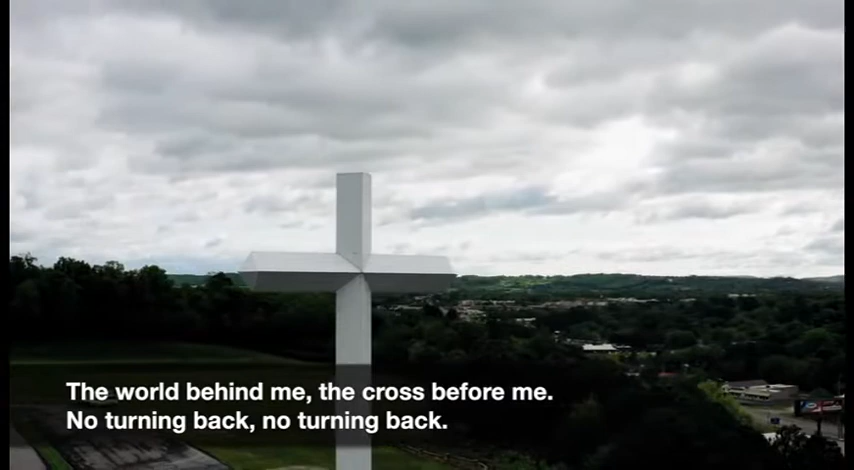 The world behind me, the cross before me.
No turning back, no turning back.